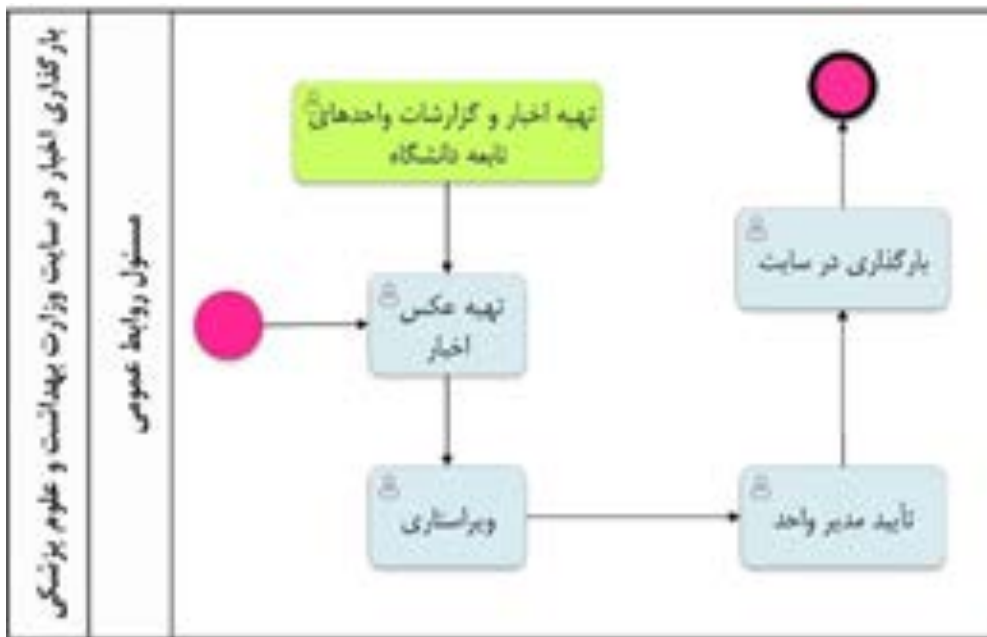 بارگذاری اخبار در سایت وزارت بهداشت و علوم پزشکی
مسئول روابط عمومی
تهیه اخبار و گزارشات واحدهای
تابعه دانشگاه
تهیه عکس
اخبار
ویراستاری
تأیید مدیر واحد
بارگذاری در سایت